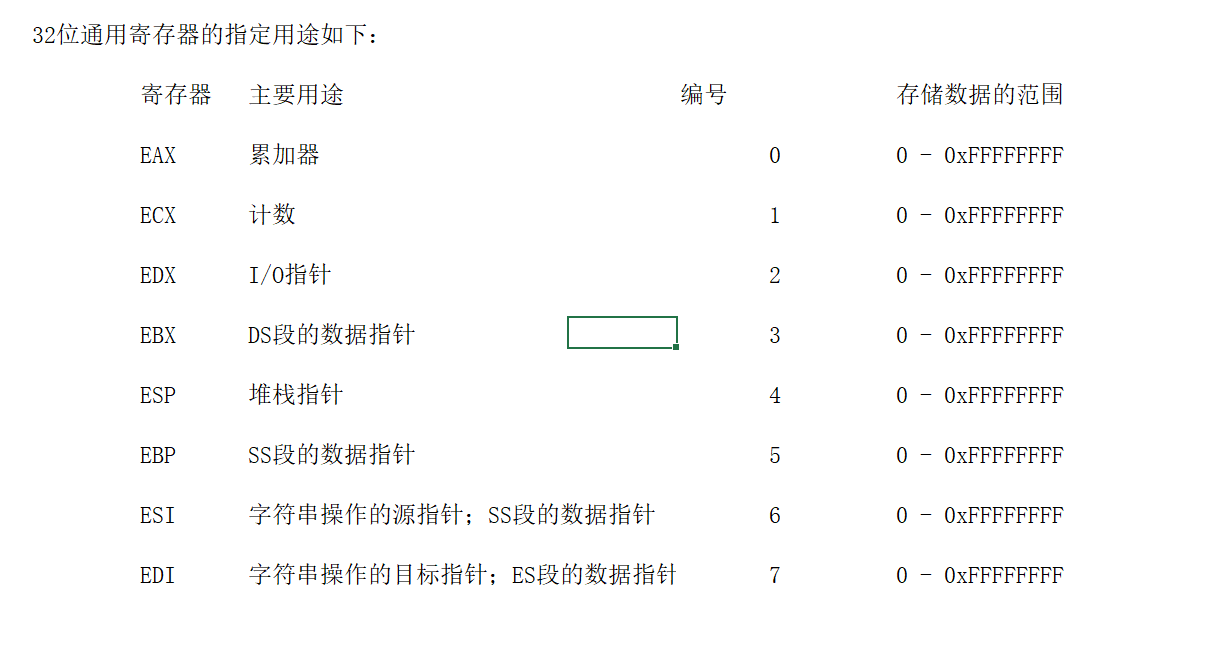 32位通用寄存器的指定用途如下：
寄存器 主要用途 编号 存储数据的范围
EAX 累加器 0 0 - 0xFFFFFFFF
ECX 计数 1 0 - 0xFFFFFFFF
EDX I/O指针 2 0 - 0xFFFFFFFF
EBX DS段的数据指针 3 0 - 0xFFFFFFFF
ESP 堆栈指针 4 0 - 0xFFFFFFFF
EBP SS段的数据指针 5 0 - 0xFFFFFFFF
ESI 字符串操作的源指针；SS段的数据指针 6 0 - 0xFFFFFFFF
EDI 字符串操作的目标指针；ES段的数据指针 7 0 - 0xFFFFFFFF